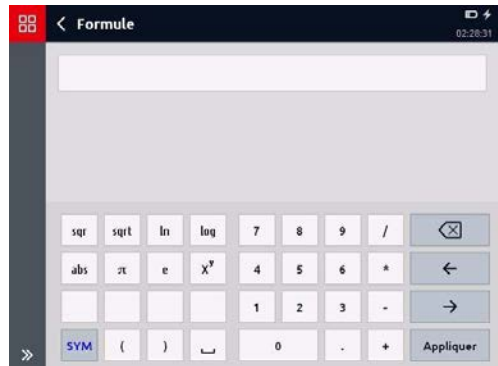 Formule
02:28:31
sqr sqrt ln log 7 8 9 /
abs π e Xʸ 4 5 6 * ←
1 2 3 - →
SYM ( ) 0 . + Appliquer